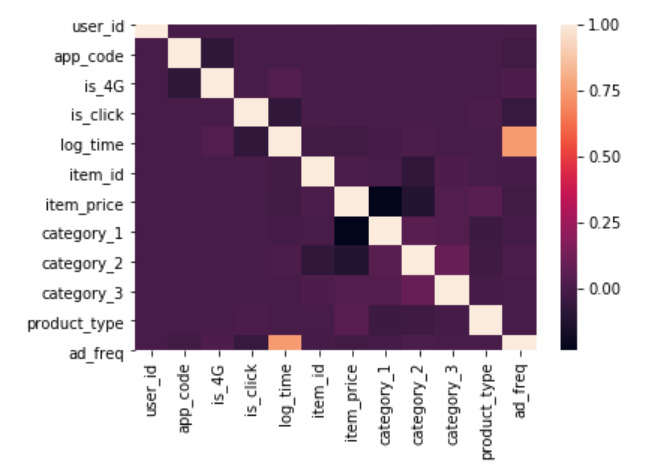 user_id
app_code
is_4G
is_click
log_time
item_id
item_price
category_1
category_2
category_3
product_type
ad_freq
user_id
app_code
is_4G
is_click
log_time
item_id
item_price
category_1
category_2
category_3
product_type
ad_freq
1.00
0.75
0.50
0.25
0.00